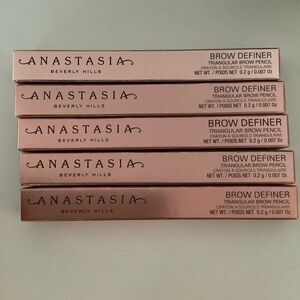 ANASTASIA
BEVERLY HILLS
BROW DEFINER
TRIANGULAR BROW PENCIL
CRAYON À SOURCILS TRIANGULAIRE
NET WT. / POIDS NET 0.2 g / 0.007 Oz
ANASTASIA
BEVERLY HILLS
BROW DEFINER
TRIANGULAR BROW PENCIL
CRAYON À SOURCILS TRIANGULAIRE
NET WT. / POIDS NET 0.2 g / 0.007 Oz
ANASTASIA
BEVERLY HILLS
BROW DEFINER
TRIANGULAR BROW PENCIL
CRAYON À SOURCILS TRIANGULAIRE
NET WT. / POIDS NET 0.2 g / 0.007 Oz
ANASTASIA
BEVERLY HILLS
BROW DEFINER
TRIANGULAR BROW PENCIL
CRAYON À SOURCILS TRIANGULAIRE
NET WT. / POIDS NET 0.2 g / 0.007 Oz
ANASTASIA
BEVERLY HILLS
BROW DEFINER
TRIANGULAR BROW PENCIL
CRAYON À SOURCILS TRIANGULAIRE
NET WT. / POIDS NET 0.2 g / 0.007 Oz